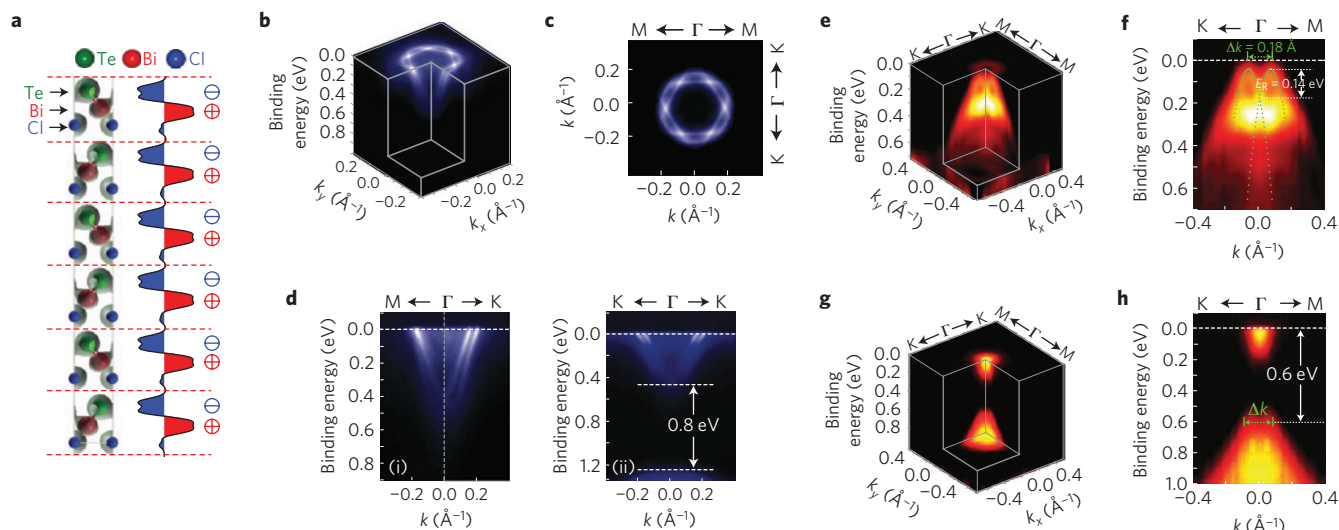 a
Te Bi Cl
Te
Bi
Cl
b
Binding
energy (eV)
0.0
0.2
0.4
0.6
0.8
0.2
0.0
−0.2
k_y (Å⁻¹)
−0.2
0.0
0.2
k_x (Å⁻¹)
c
M ← Γ → M
K ← Γ → K
0.2
0.0
−0.2
k (Å⁻¹)
−0.2 0.0 0.2
k (Å⁻¹)
d
M ← Γ → K
Binding energy (eV)
0.0
0.2
0.4
0.6
0.8
(i)
−0.4 0.0 0.4
k (Å⁻¹)
K ← Γ → K
Binding energy (eV)
0.0
0.4
0.8
1.2
0.8 eV
(ii)
−0.4 0.0 0.4
k (Å⁻¹)
e
K ← Γ → K
M ← Γ → M
Binding
energy (eV)
0.0
0.2
0.4
0.6
0.4
0.0
−0.4
k_y (Å⁻¹)
−0.4
0.0
0.4
k_x (Å⁻¹)
f
K ← Γ → M
Δk = 0.18 Å
E_R = 0.14 eV
Binding energy (eV)
0.0
0.2
0.4
0.6
−0.4 0.0 0.4
k (Å⁻¹)
g
K ← Γ → K
M ← Γ → M
Binding
energy (eV)
0.0
0.2
0.4
0.6
0.8
0.4
0.0
−0.4
k_y (Å⁻¹)
−0.4
0.0
0.4
k_x (Å⁻¹)
h
K ← Γ → M
Binding energy (eV)
0.0
0.2
0.4
0.6
0.8
1.0
0.6 eV
Δk
−0.4 0.0 0.4
k (Å⁻¹)